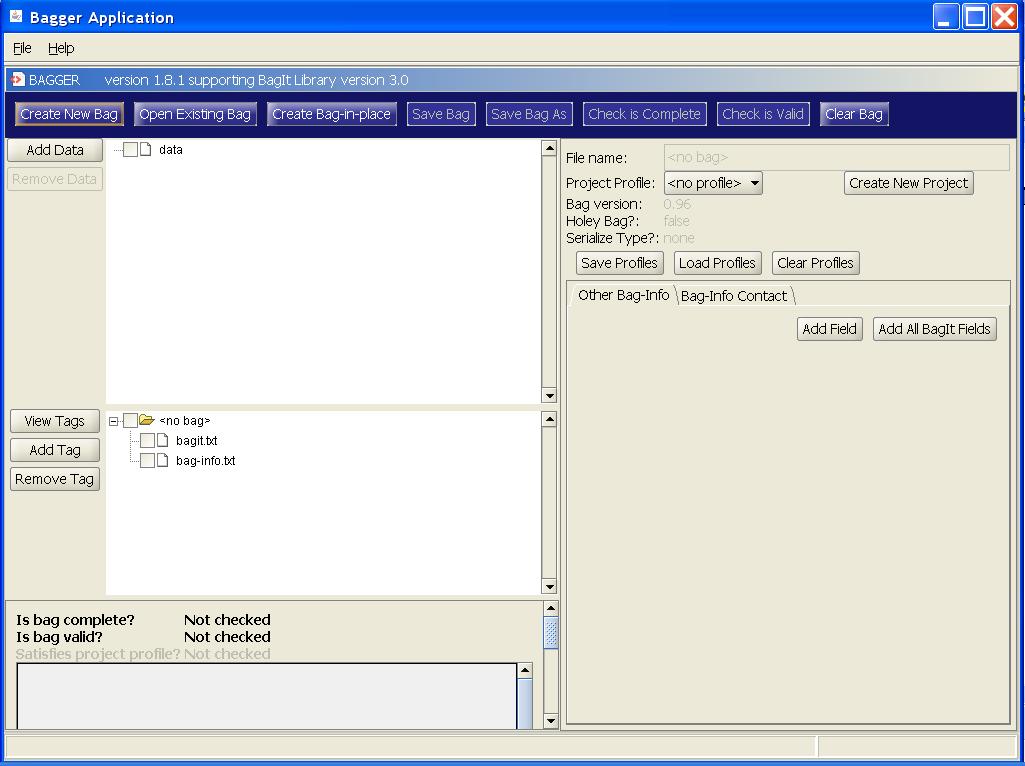 Bagger Application
File Help
BAGGER version 1.8.1 supporting BagIt Library version 3.0
Create New Bag Open Existing Bag Create Bag-in-place Save Bag Save Bag As Check is Complete Check is Valid Clear Bag
Add Data
Remove Data
data
View Tags
Add Tag
Remove Tag
<no bag>
bagit.txt
bag-info.txt
Is bag complete? Not checked
Is bag valid? Not checked
Satisfies project profile? Not checked
File name: <no bag>
Project Profile: <no profile> Create New Project
Bag version: 0.96
Holey Bag?: false
Serialize Type?: none
Save Profiles Load Profiles Clear Profiles
Other Bag-Info Bag-Info Contact
Add Field Add All BagIt Fields